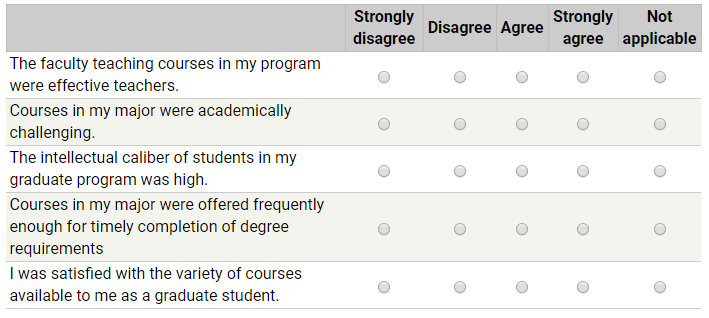 Strongly disagree Disagree Agree Strongly agree Not applicable
The faculty teaching courses in my program
were effective teachers.
Courses in my major were academically
challenging.
The intellectual caliber of students in my
graduate program was high.
Courses in my major were offered frequently
enough for timely completion of degree
requirements
I was satisfied with the variety of courses
available to me as a graduate student.